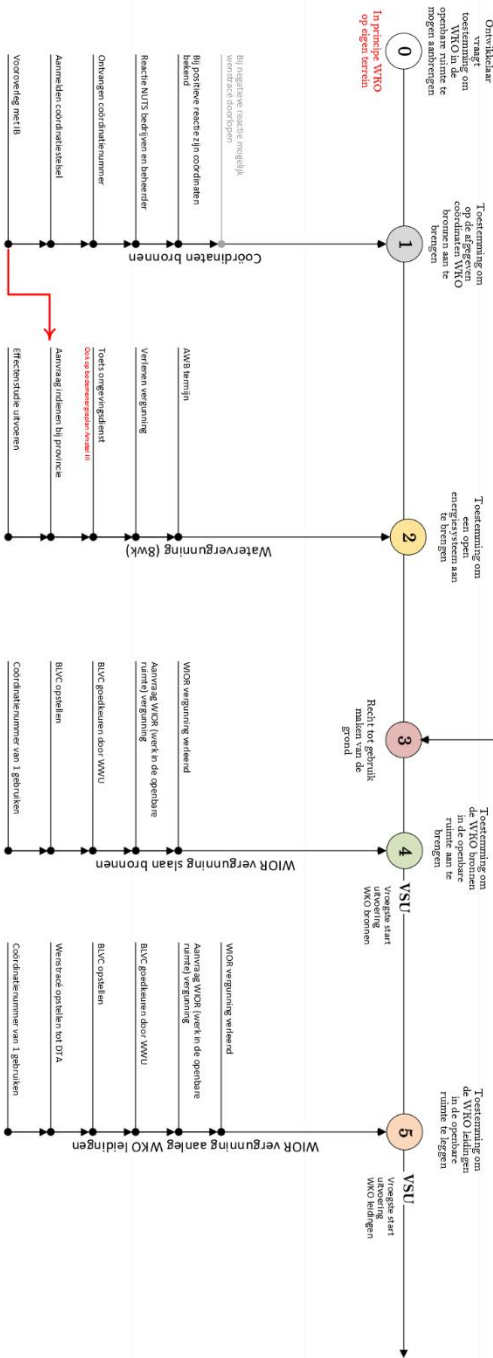 Ontwikkelaar
vraagt
toestemming om
WKO in de
openbare ruimte te
mogen aanbrengen
0
In principe WKO
op eigen terrein
Toestemming om
op de afgegeven
coördinaten WKO
bronnen aan te
brengen
1
Coördinaten bronnen
Bij negatieve reactie mogelijk
wenstracé doorlopen
Bij positieve reactie zijn coördinaten
bekend
Reactie NUTS bedrijven en beheerder
Ontvangen coördinatienummer
Aanmelden coördinatiestelsel
Vooroverleg met IB
Toestemming om
een open
energiesysteem aan
te brengen
2
Watervergunning (8wk)
AWB termijn
Verlenen vergunning
Toets omgevingsdienst
Ook op bodemenergieplan Amstel III
Aanvraag indienen bij provincie
Effectenstudie uitvoeren
3
Recht tot gebruik
maken van de
grond
Toestemming om
de WKO bronnen
in de openbare
ruimte aan te
brengen
4
VSU
Vroegste start
uitvoering
WKO bronnen
WIOR vergunning slaan bronnen
WIOR vergunning verleend
Aanvraag WIOR (werk in de openbare
ruimte) vergunning
BLVC goedkeuren door WWU
BLVC opstellen
Coördinatienummer van 1 gebruiken
Toestemming om
de WKO leidingen
in de openbare
ruimte te leggen
5
VSU
Vroegste start
uitvoering
WKO leidingen
WIOR vergunning aanleg WKO leidingen
WIOR vergunning verleend
Aanvraag WIOR (werk in de openbare
ruimte) vergunning
BLVC goedkeuren door WWU
BLVC opstellen
Wenstracé opstellen tot DTA
Coördinatienummer van 1 gebruiken